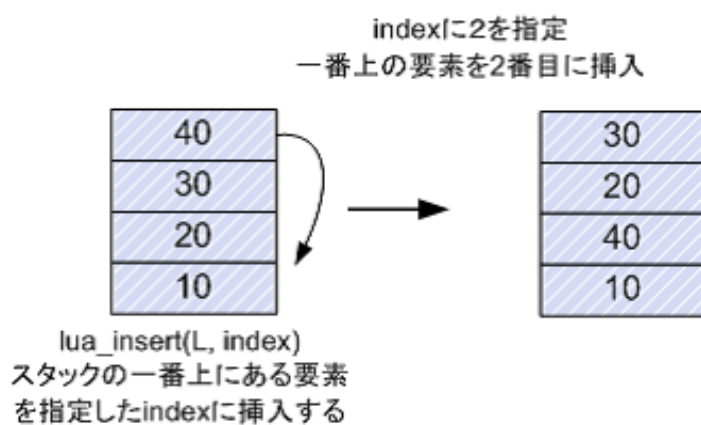 indexに2を指定
一番上の要素を2番目に挿入
40
30
20
10
30
20
40
10
lua_insert(L, index)
スタックの一番上にある要素
を指定したindexに挿入する